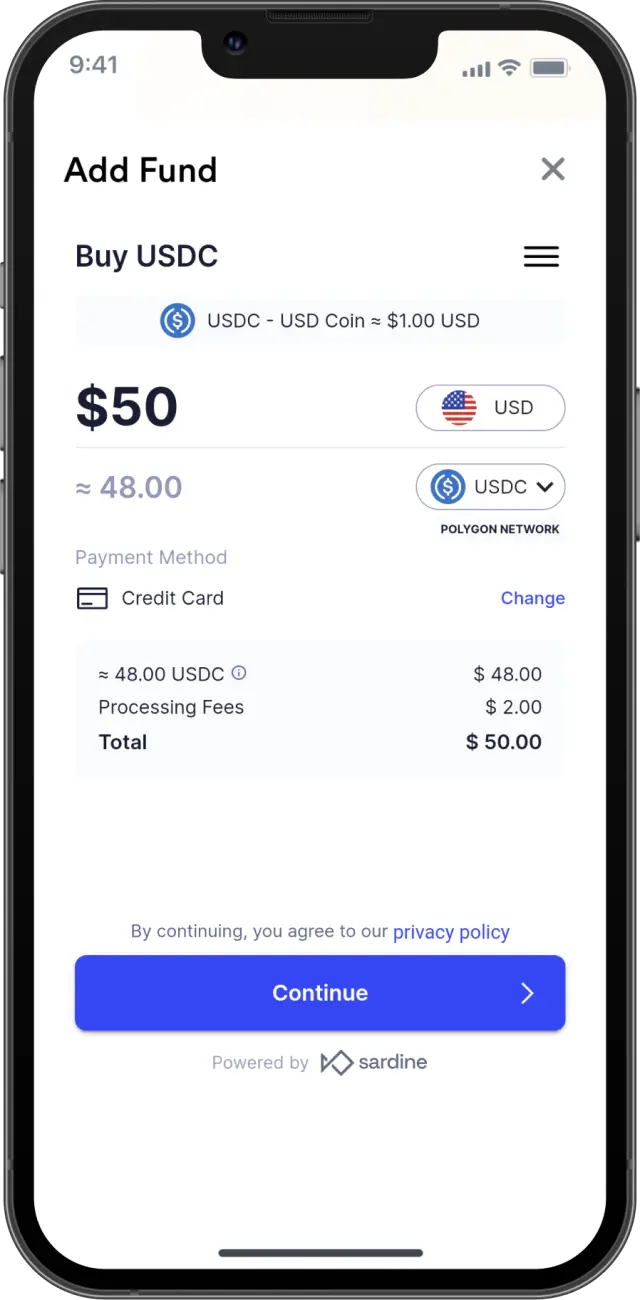 9:41
Add Fund
Buy USDC
USDC - USD Coin ≈ $1.00 USD
$50 USD
≈ 48.00 USDC
POLYGON NETWORK
Payment Method
Credit Card Change
≈ 48.00 USDC $ 48.00
Processing Fees $ 2.00
Total $ 50.00
By continuing, you agree to our privacy policy
Continue
Powered by sardine